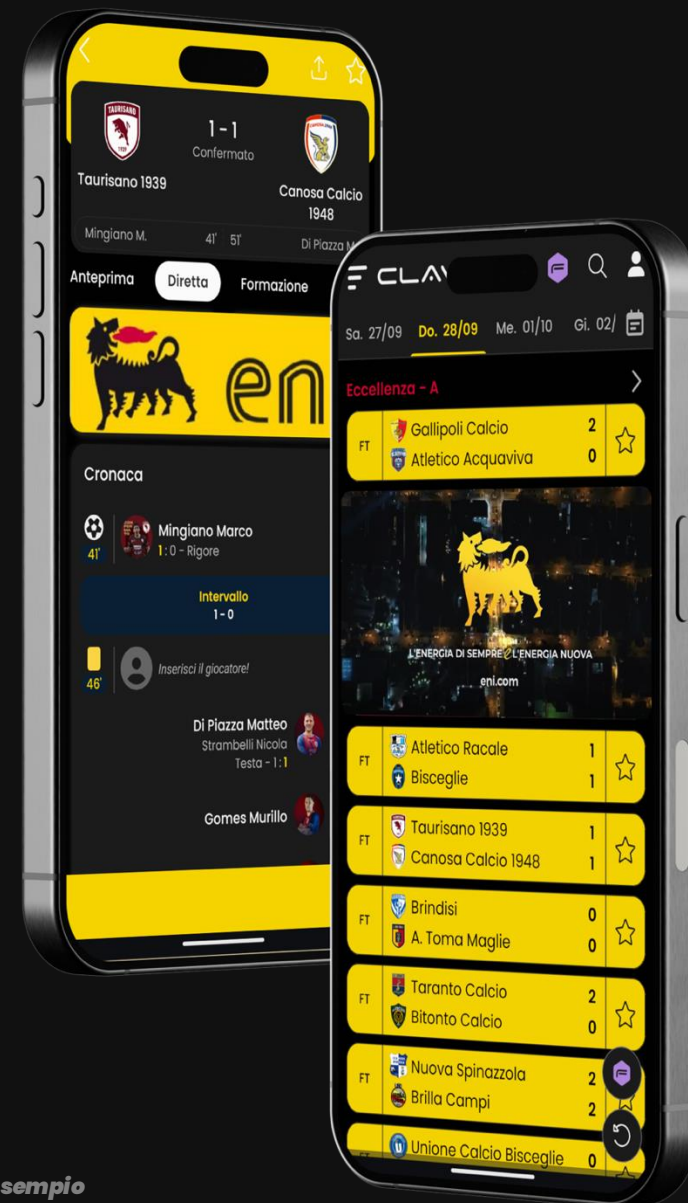 1 - 1
Confermato
Taurisano 1939
Canosa Calcio
1948
Mingiano M.
41' 51'
Di Piazza M
Anteprima
Diretta
Formazione
en
Cronaca
41'
Mingiano Marco
1 : 0 - Rigore
Intervallo
1 - 0
46'
Inserisci il giocatore!
Di Piazza Matteo
Strambelli Nicola
Testa - 1 : 1
Gomes Murillo
CLA
Sa. 27/09 Do. 28/09 Me. 01/10 Gi. 02/
Eccellenza - A
FT
Gallipoli Calcio 2
Atletico Acquaviva 0
L'ENERGIA DI SEMPRE È L'ENERGIA NUOVA
eni.com
FT
Atletico Racale 1
Bisceglie 1
FT
Taurisano 1939 1
Canosa Calcio 1948 1
FT
Brindisi 0
A. Toma Maglie 0
FT
Taranto Calcio 2
Bitonto Calcio 0
FT
Nuova Spinazzola 2
Brilla Campi 2
Unione Calcio Bisceglie 0
sempio